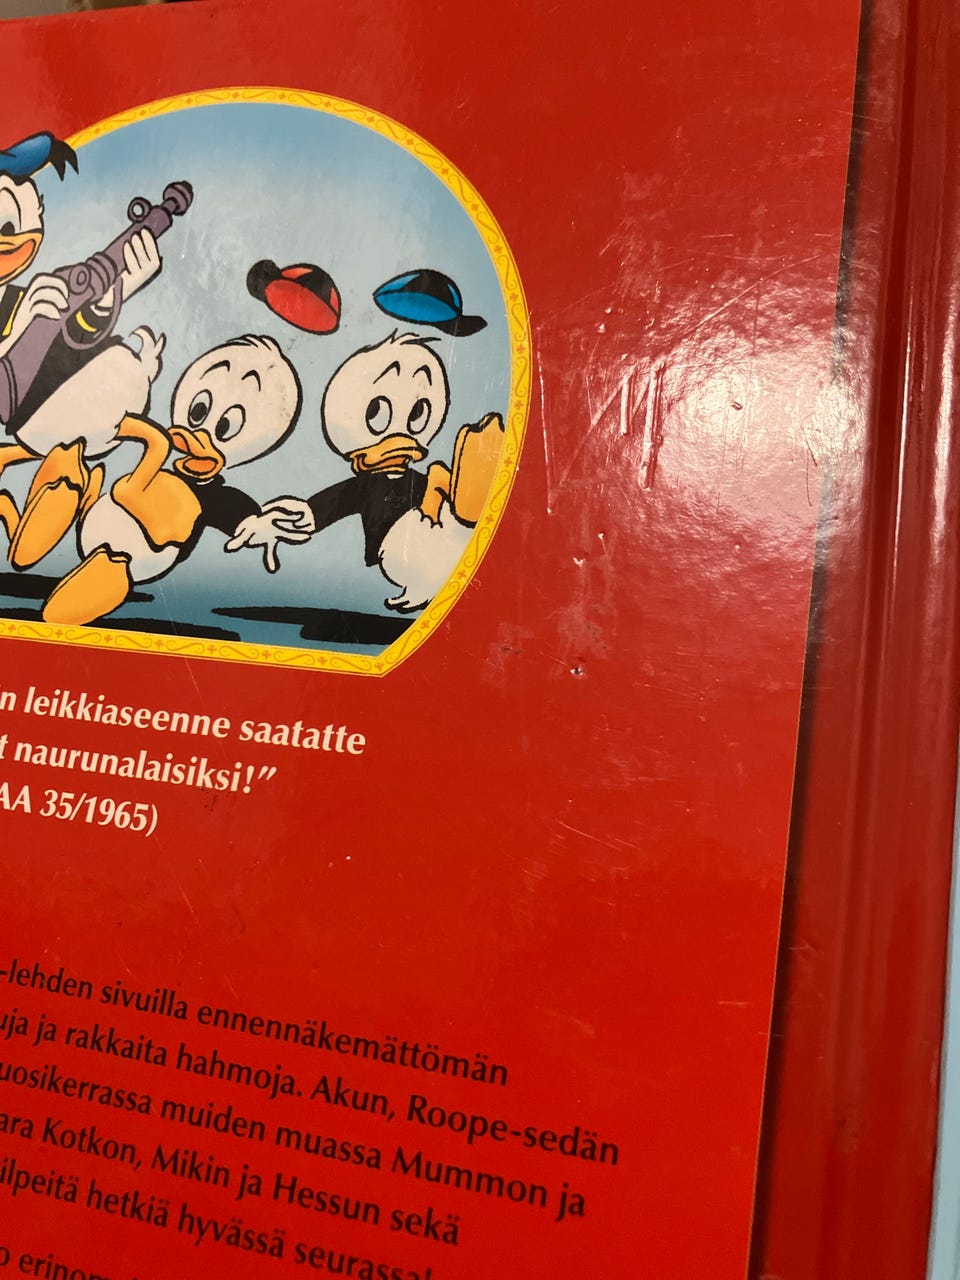 leikkiaseenne saatatte
naurunalaisiksi!”
35/1965)
-lehden sivuilla ennennäkemättömän
ja rakkaita hahmoja. Akun, Roope-sedän
muiden muassa Mummon ja
Kotkon, Mikin ja Hessun sekä
hetkiä hyvässä seurassa!